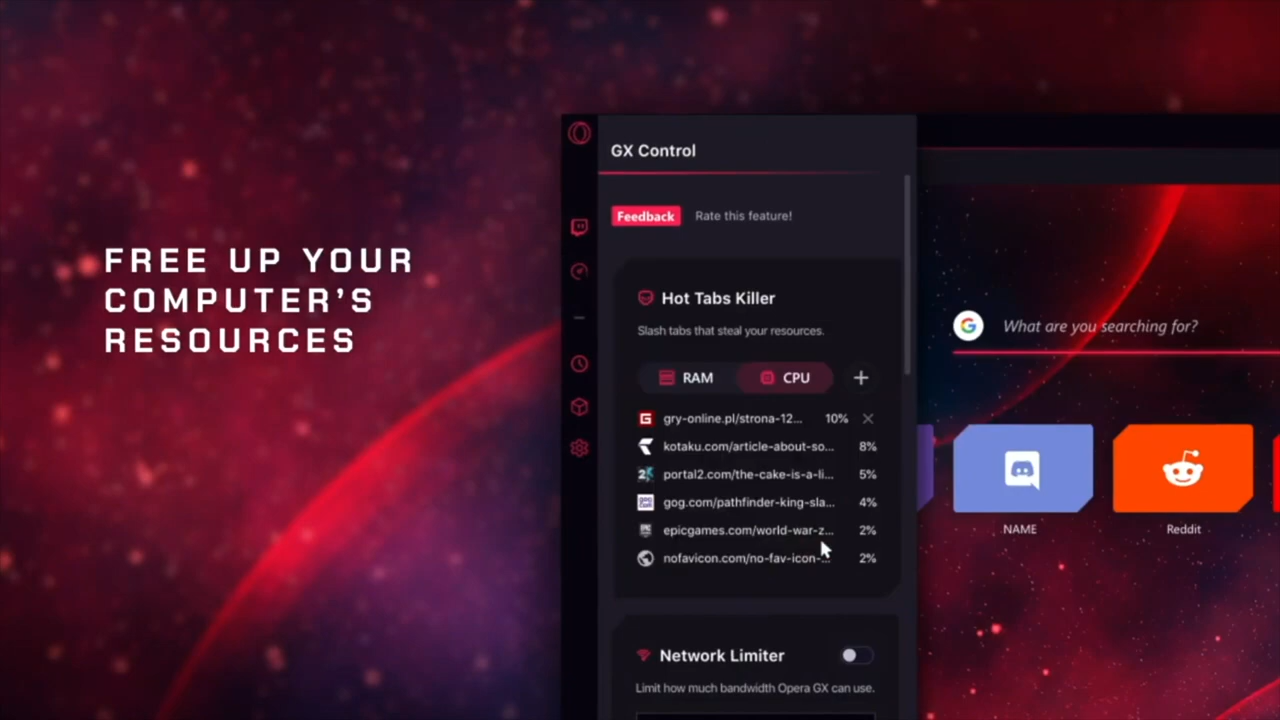 FREE UP YOUR
COMPUTER'S
RESOURCES
GX Control
Feedback Rate this feature!
Hot Tabs Killer
Slash tabs that steal your resources.
RAM CPU
gry-online.pl/strona-12... 10%
kotaku.com/article-about-so... 8%
portal2.com/the-cake-is-a-li... 5%
gog.com/pathfinder-king-sla... 4%
epicgames.com/world-war-z... 2%
nofavicon.com/no-fav-icon-... 2%
Network Limiter
Limit how much bandwidth Opera GX can use.
What are you searching for?
NAME
Reddit